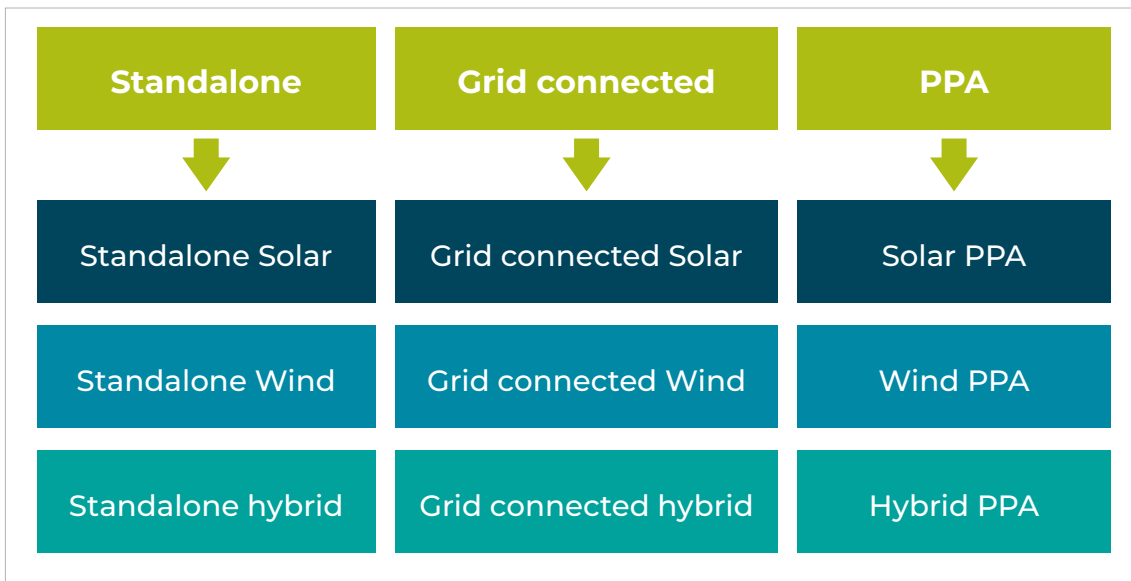 Standalone
Grid connected
PPA
Standalone Solar
Grid connected Solar
Solar PPA
Standalone Wind
Grid connected Wind
Wind PPA
Standalone hybrid
Grid connected hybrid
Hybrid PPA